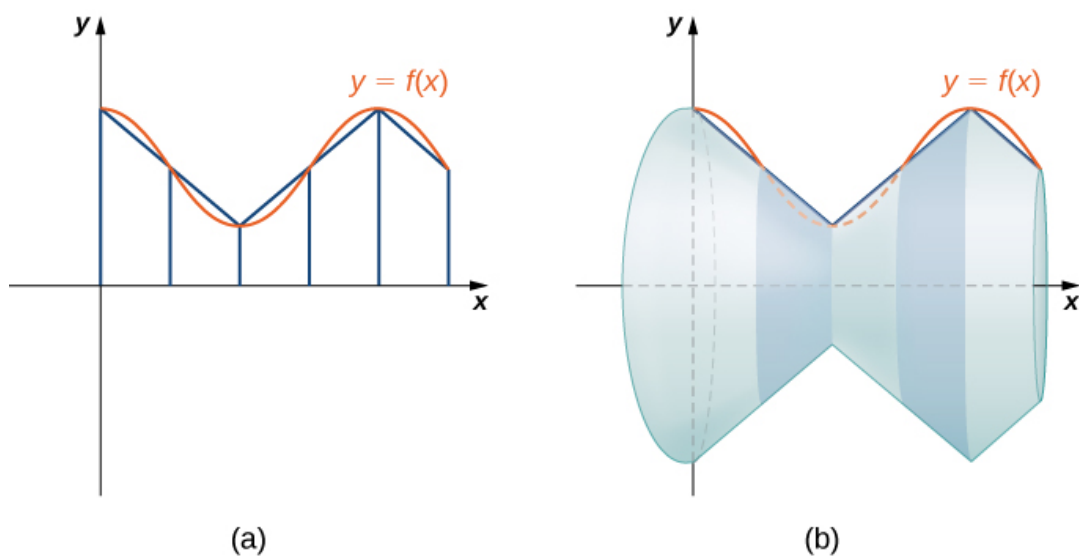 y
y = f(x)
x
(a)
y
y = f(x)
x
(b)